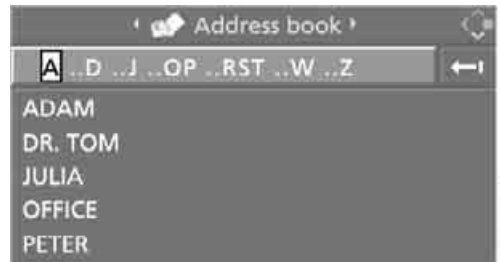 Address book
A ..D ..J ..OP ..RST ..W ..Z
ADAM
DR. TOM
JULIA
OFFICE
PETER